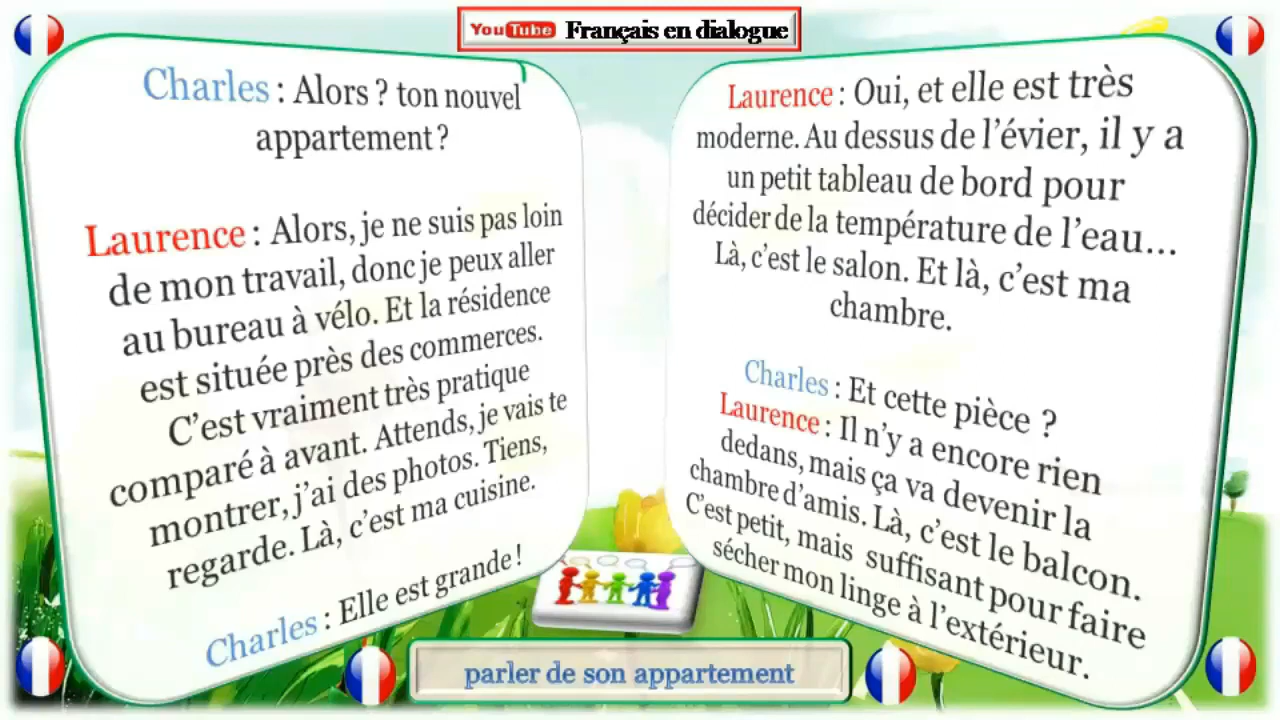 YouTube Français en dialogue
Charles : Alors ? ton nouvel
appartement ?
Laurence : Alors, je ne suis pas loin
de mon travail, donc je peux aller
au bureau à vélo. Et la résidence
est située près des commerces.
C'est vraiment très pratique
comparé à avant. Attends, je vais te
montrer, j'ai des photos. Tiens,
regarde. Là, c'est ma cuisine.
Charles : Elle est grande !
Laurence : Oui, et elle est très
moderne. Au dessus de l'évier, il y a
un petit tableau de bord pour
décider de la température de l'eau...
Là, c'est le salon. Et là, c'est ma
chambre.
Charles : Et cette pièce ?
Laurence : Il n'y a encore rien
dedans, mais ça va devenir la
chambre d'amis. Là, c'est le balcon.
C'est petit, mais suffisant pour faire
sécher mon linge à l'extérieur.
parler de son appartement